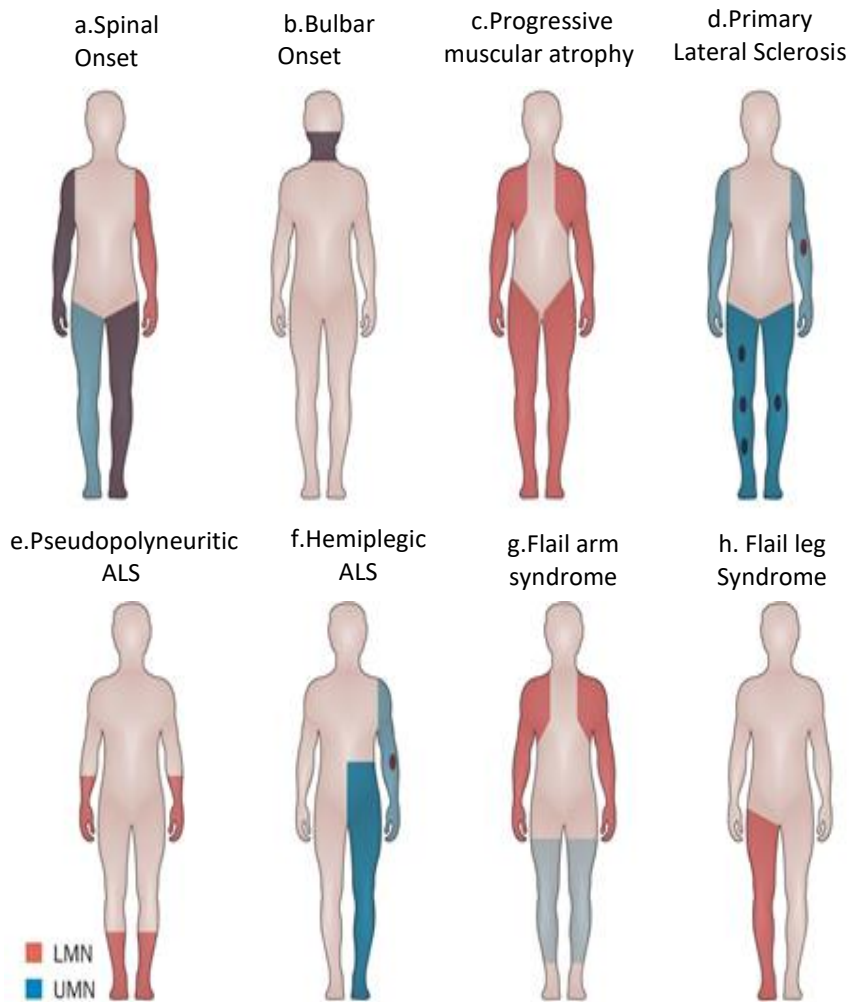 a.Spinal
Onset
b.Bulbar
Onset
c.Progressive
muscular atrophy
d.Primary
Lateral Sclerosis
e.Pseudopolyneuritic
ALS
f.Hemiplegic
ALS
g.Flail arm
syndrome
h. Flail leg
Syndrome
LMN
UMN